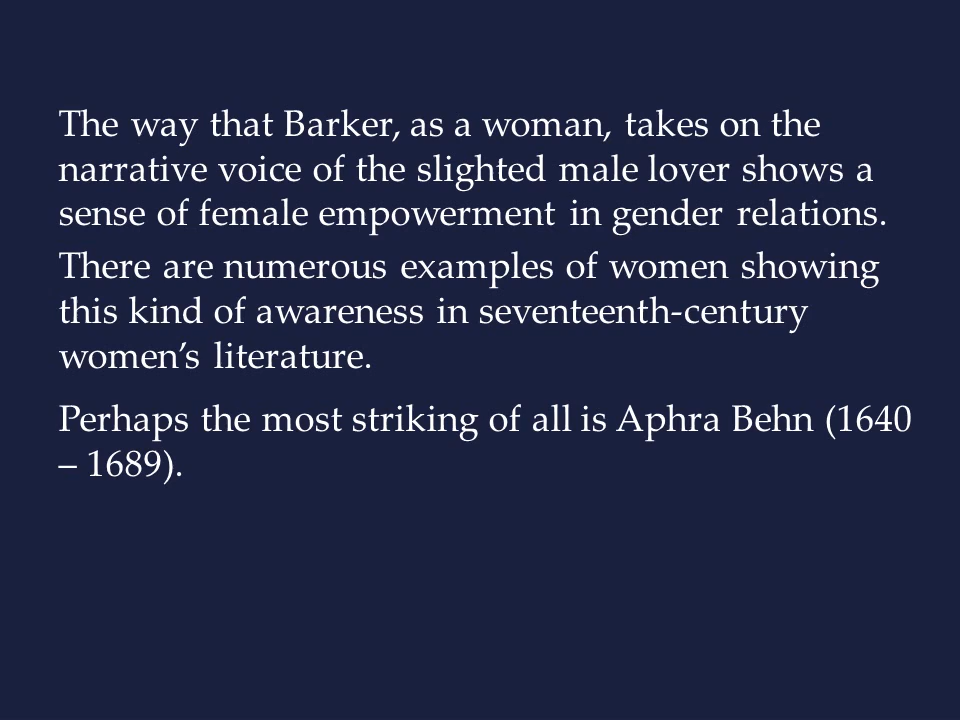 The way that Barker, as a woman, takes on the
narrative voice of the slighted male lover shows a
sense of female empowerment in gender relations.
There are numerous examples of women showing
this kind of awareness in seventeenth-century
women’s literature.
Perhaps the most striking of all is Aphra Behn (1640
– 1689).